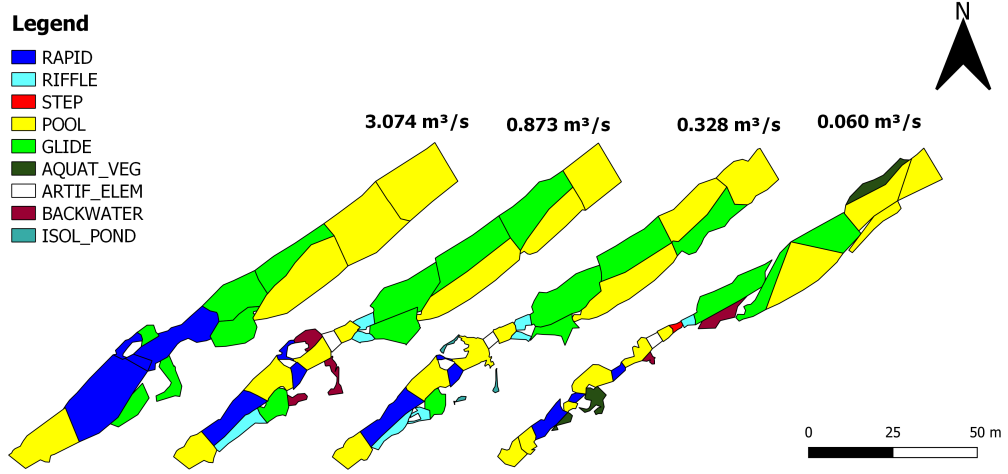 Legend
RAPID
RIFFLE
STEP
POOL
GLIDE
AQUAT_VEG
ARTIF_ELEM
BACKWATER
ISOL_POND
3.074 m³/s 0.873 m³/s 0.328 m³/s 0.060 m³/s
N
0 25 50 m